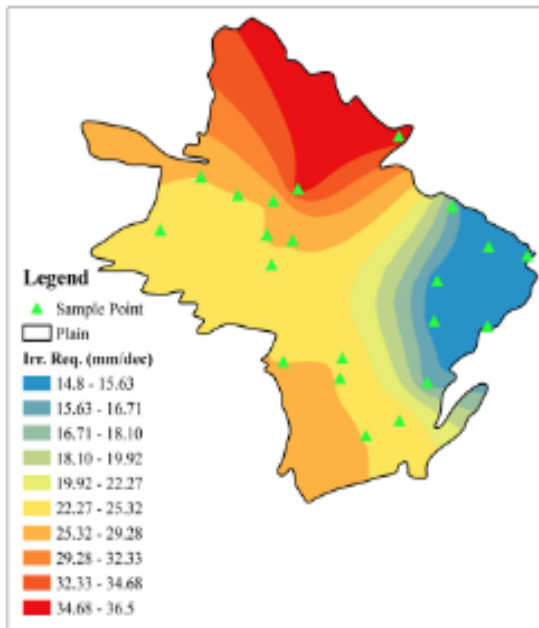 Legend
Sample Point
Plain
Irr. Req. (mm/dec)
14.8 - 15.63
15.63 - 16.71
16.71 - 18.10
18.10 - 19.92
19.92 - 22.27
22.27 - 25.32
25.32 - 29.28
29.28 - 32.33
32.33 - 34.68
34.68 - 36.5